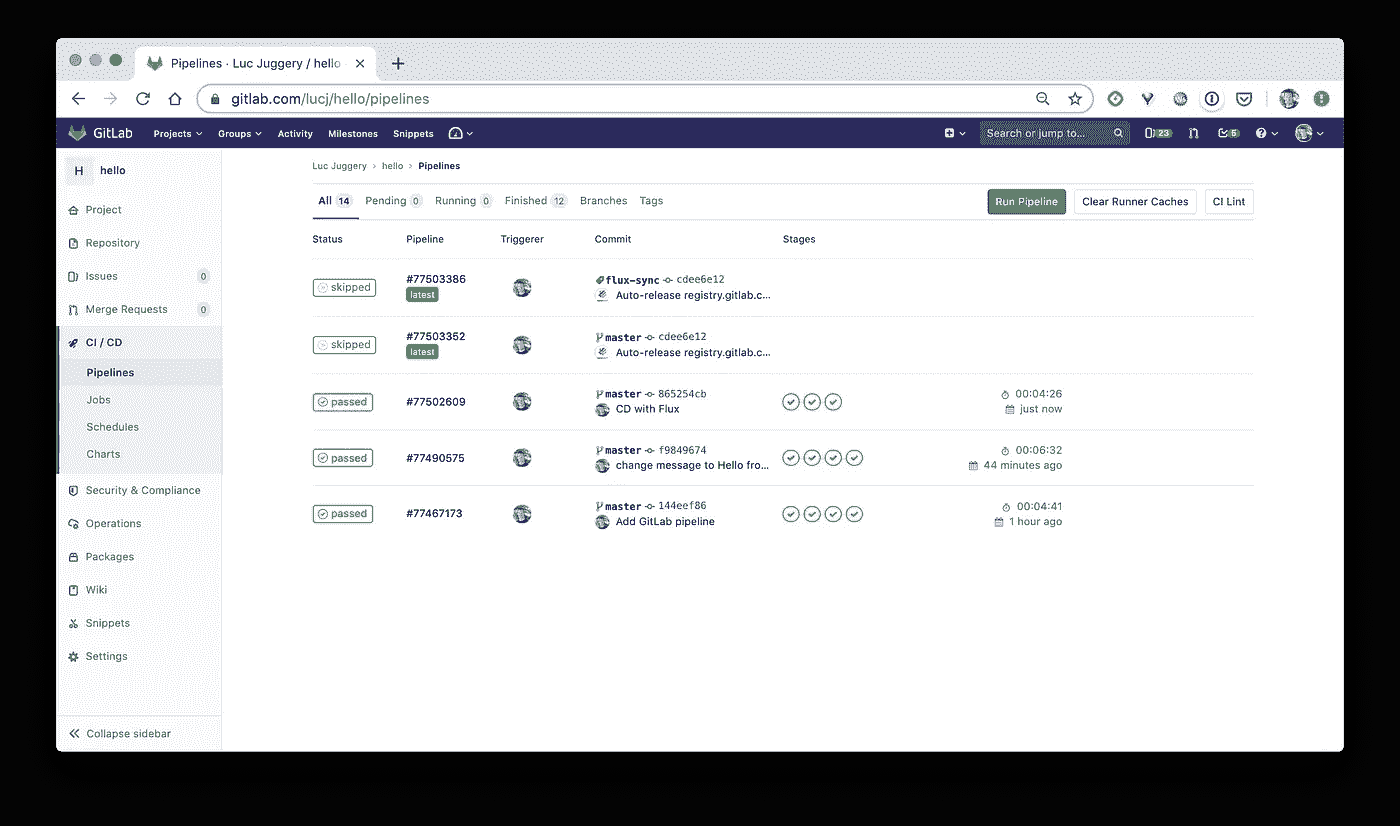 Pipelines · Luc Juggery / hello
gitlab.com/lucj/hello/pipelines
GitLab Projects Groups Activity Milestones Snippets Search or jump to... 23 5
H hello
Project
Repository
Issues 0
Merge Requests 0
CI / CD
Pipelines
Jobs
Schedules
Charts
Security & Compliance
Operations
Packages
Wiki
Snippets
Settings
Collapse sidebar
Luc Juggery › hello › Pipelines
All 14 Pending 0 Running 0 Finished 12 Branches Tags Run Pipeline Clear Runner Caches CI Lint
Status Pipeline Triggerer Commit Stages
skipped #77503386 latest flux-sync cdee6e12
Auto-release registry.gitlab.c...
skipped #77503352 latest master cdee6e12
Auto-release registry.gitlab.c...
passed #77502609 master 865254cb 00:04:26
CD with Flux just now
passed #77490575 master f9849674 00:06:32
change message to Hello fro... 44 minutes ago
passed #77467173 master 144eef86 00:04:41
Add GitLab pipeline 1 hour ago